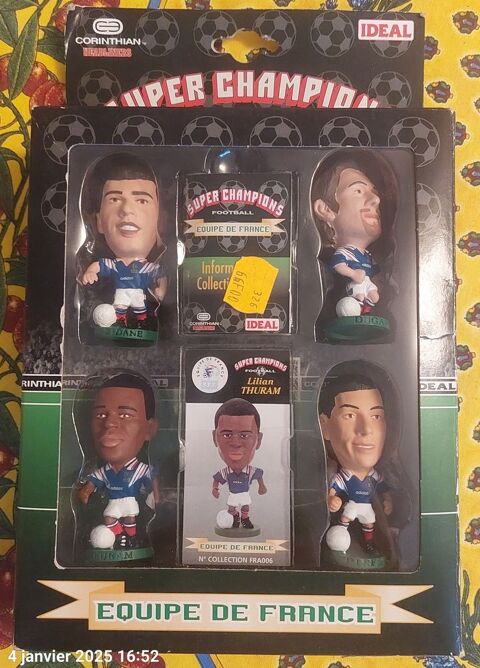 CORINTHIAN
HEADLINERS
IDEAL
SUPER CHAMPIONS
SUPER CHAMPIONS
FOOTBALL
EQUIPE DE FRANCE
CORINTHIAN
IDEAL
IDEAL
SUPER CHAMPIONS
FOOTBALL
Lilian
THURAM
EQUIPE DE FRANCE
N° COLLECTION FRA006
EQUIPE DE FRANCE
4 janvier 2025 16:52